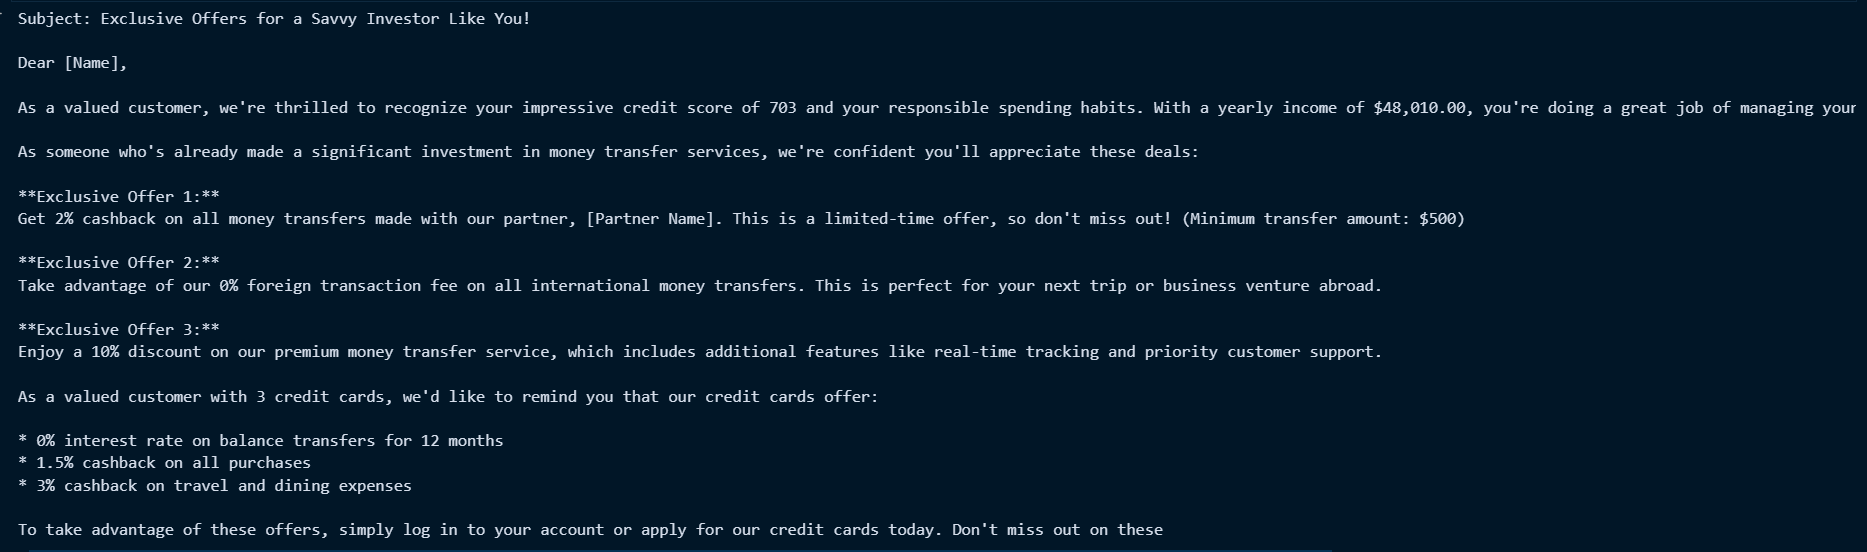 Subject: Exclusive Offers for a Savvy Investor Like You!
Dear [Name],
As a valued customer, we're thrilled to recognize your impressive credit score of 703 and your responsible spending habits. With a yearly income of $48,010.00, you're doing a great job of managing your
As someone who's already made a significant investment in money transfer services, we're confident you'll appreciate these deals:
**Exclusive Offer 1:**
Get 2% cashback on all money transfers made with our partner, [Partner Name]. This is a limited-time offer, so don't miss out! (Minimum transfer amount: $500)
**Exclusive Offer 2:**
Take advantage of our 0% foreign transaction fee on all international money transfers. This is perfect for your next trip or business venture abroad.
**Exclusive Offer 3:**
Enjoy a 10% discount on our premium money transfer service, which includes additional features like real-time tracking and priority customer support.
As a valued customer with 3 credit cards, we'd like to remind you that our credit cards offer:
* 0% interest rate on balance transfers for 12 months
* 1.5% cashback on all purchases
* 3% cashback on travel and dining expenses
To take advantage of these offers, simply log in to your account or apply for our credit cards today. Don't miss out on these